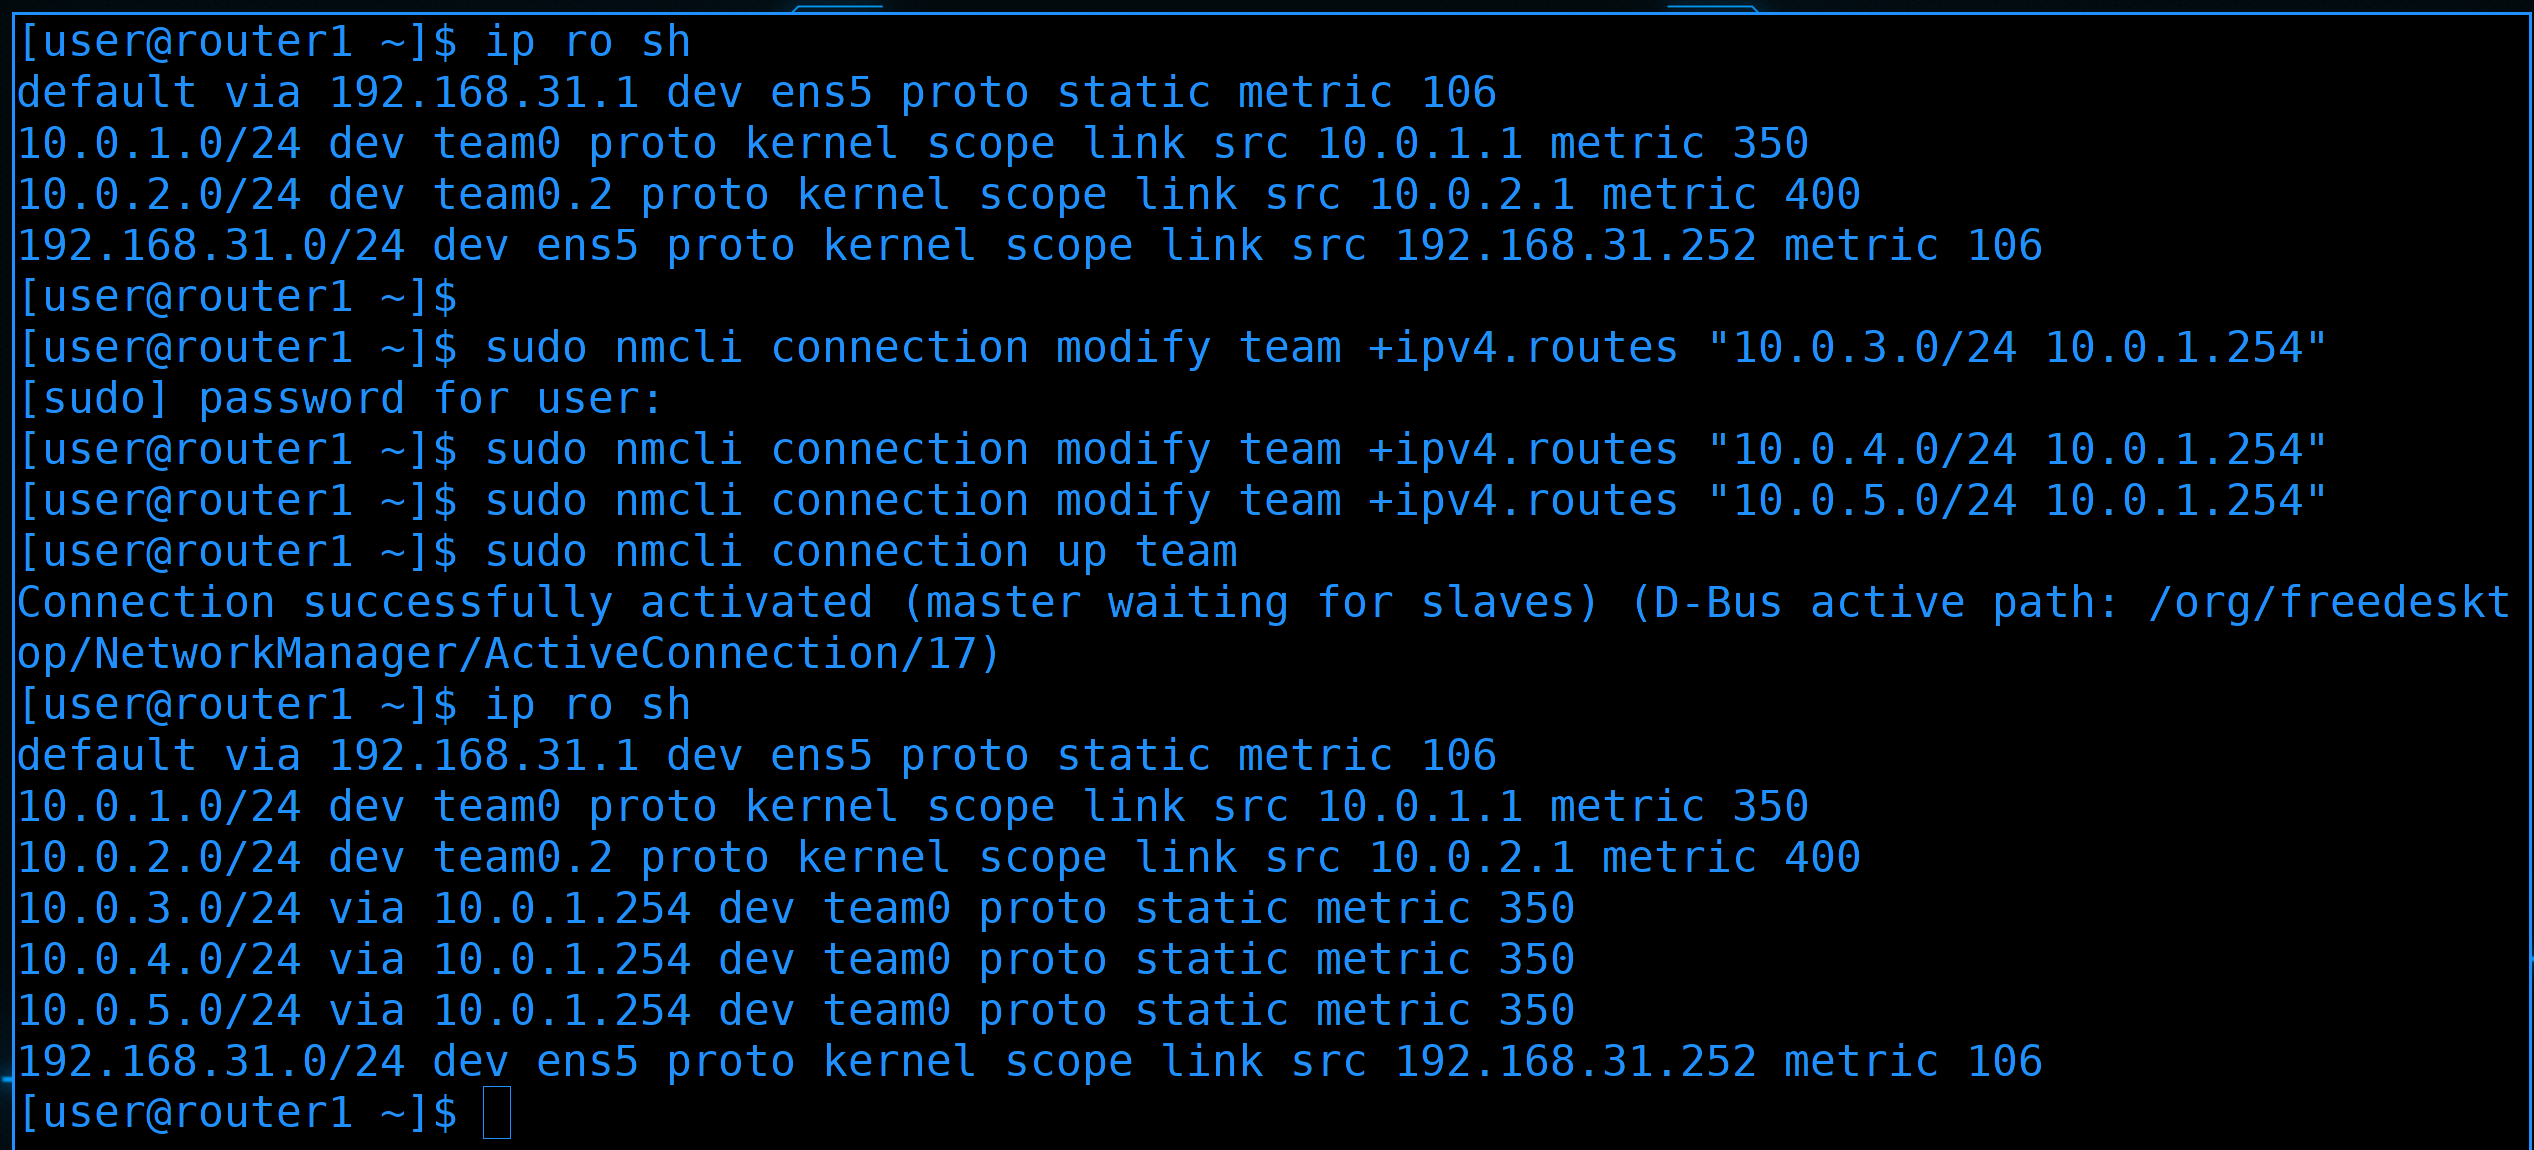 [user@router1 ~]$ ip ro sh
default via 192.168.31.1 dev ens5 proto static metric 106
10.0.1.0/24 dev team0 proto kernel scope link src 10.0.1.1 metric 350
10.0.2.0/24 dev team0.2 proto kernel scope link src 10.0.2.1 metric 400
192.168.31.0/24 dev ens5 proto kernel scope link src 192.168.31.252 metric 106
[user@router1 ~]$
[user@router1 ~]$ sudo nmcli connection modify team +ipv4.routes "10.0.3.0/24 10.0.1.254"
[sudo] password for user:
[user@router1 ~]$ sudo nmcli connection modify team +ipv4.routes "10.0.4.0/24 10.0.1.254"
[user@router1 ~]$ sudo nmcli connection modify team +ipv4.routes "10.0.5.0/24 10.0.1.254"
[user@router1 ~]$ sudo nmcli connection up team
Connection successfully activated (master waiting for slaves) (D-Bus active path: /org/freedeskt
op/NetworkManager/ActiveConnection/17)
[user@router1 ~]$ ip ro sh
default via 192.168.31.1 dev ens5 proto static metric 106
10.0.1.0/24 dev team0 proto kernel scope link src 10.0.1.1 metric 350
10.0.2.0/24 dev team0.2 proto kernel scope link src 10.0.2.1 metric 400
10.0.3.0/24 via 10.0.1.254 dev team0 proto static metric 350
10.0.4.0/24 via 10.0.1.254 dev team0 proto static metric 350
10.0.5.0/24 via 10.0.1.254 dev team0 proto static metric 350
192.168.31.0/24 dev ens5 proto kernel scope link src 192.168.31.252 metric 106
[user@router1 ~]$